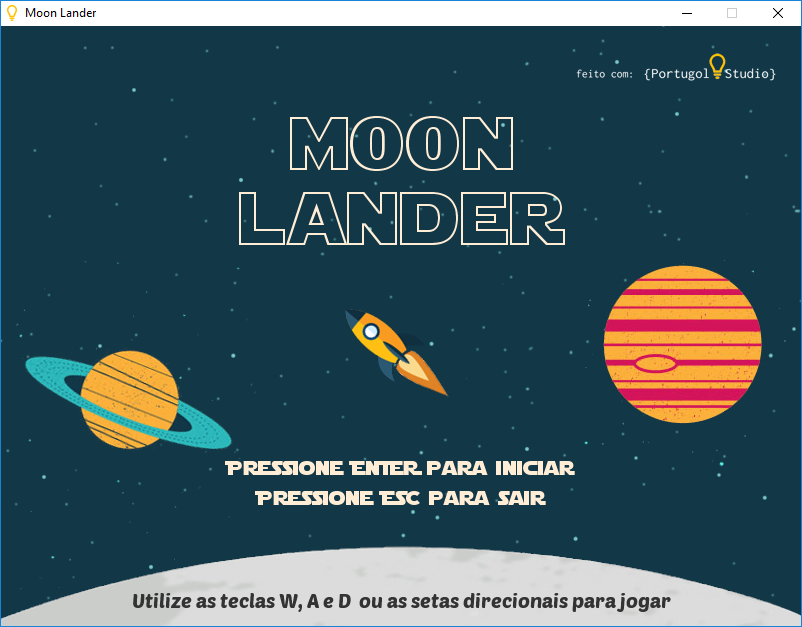 Moon Lander
feito com: {Portugol Studio}
MOON
LANDER
Pressione Enter para iniciar
Pressione Esc para sair
Utilize as teclas W, A e D ou as setas direcionais para jogar